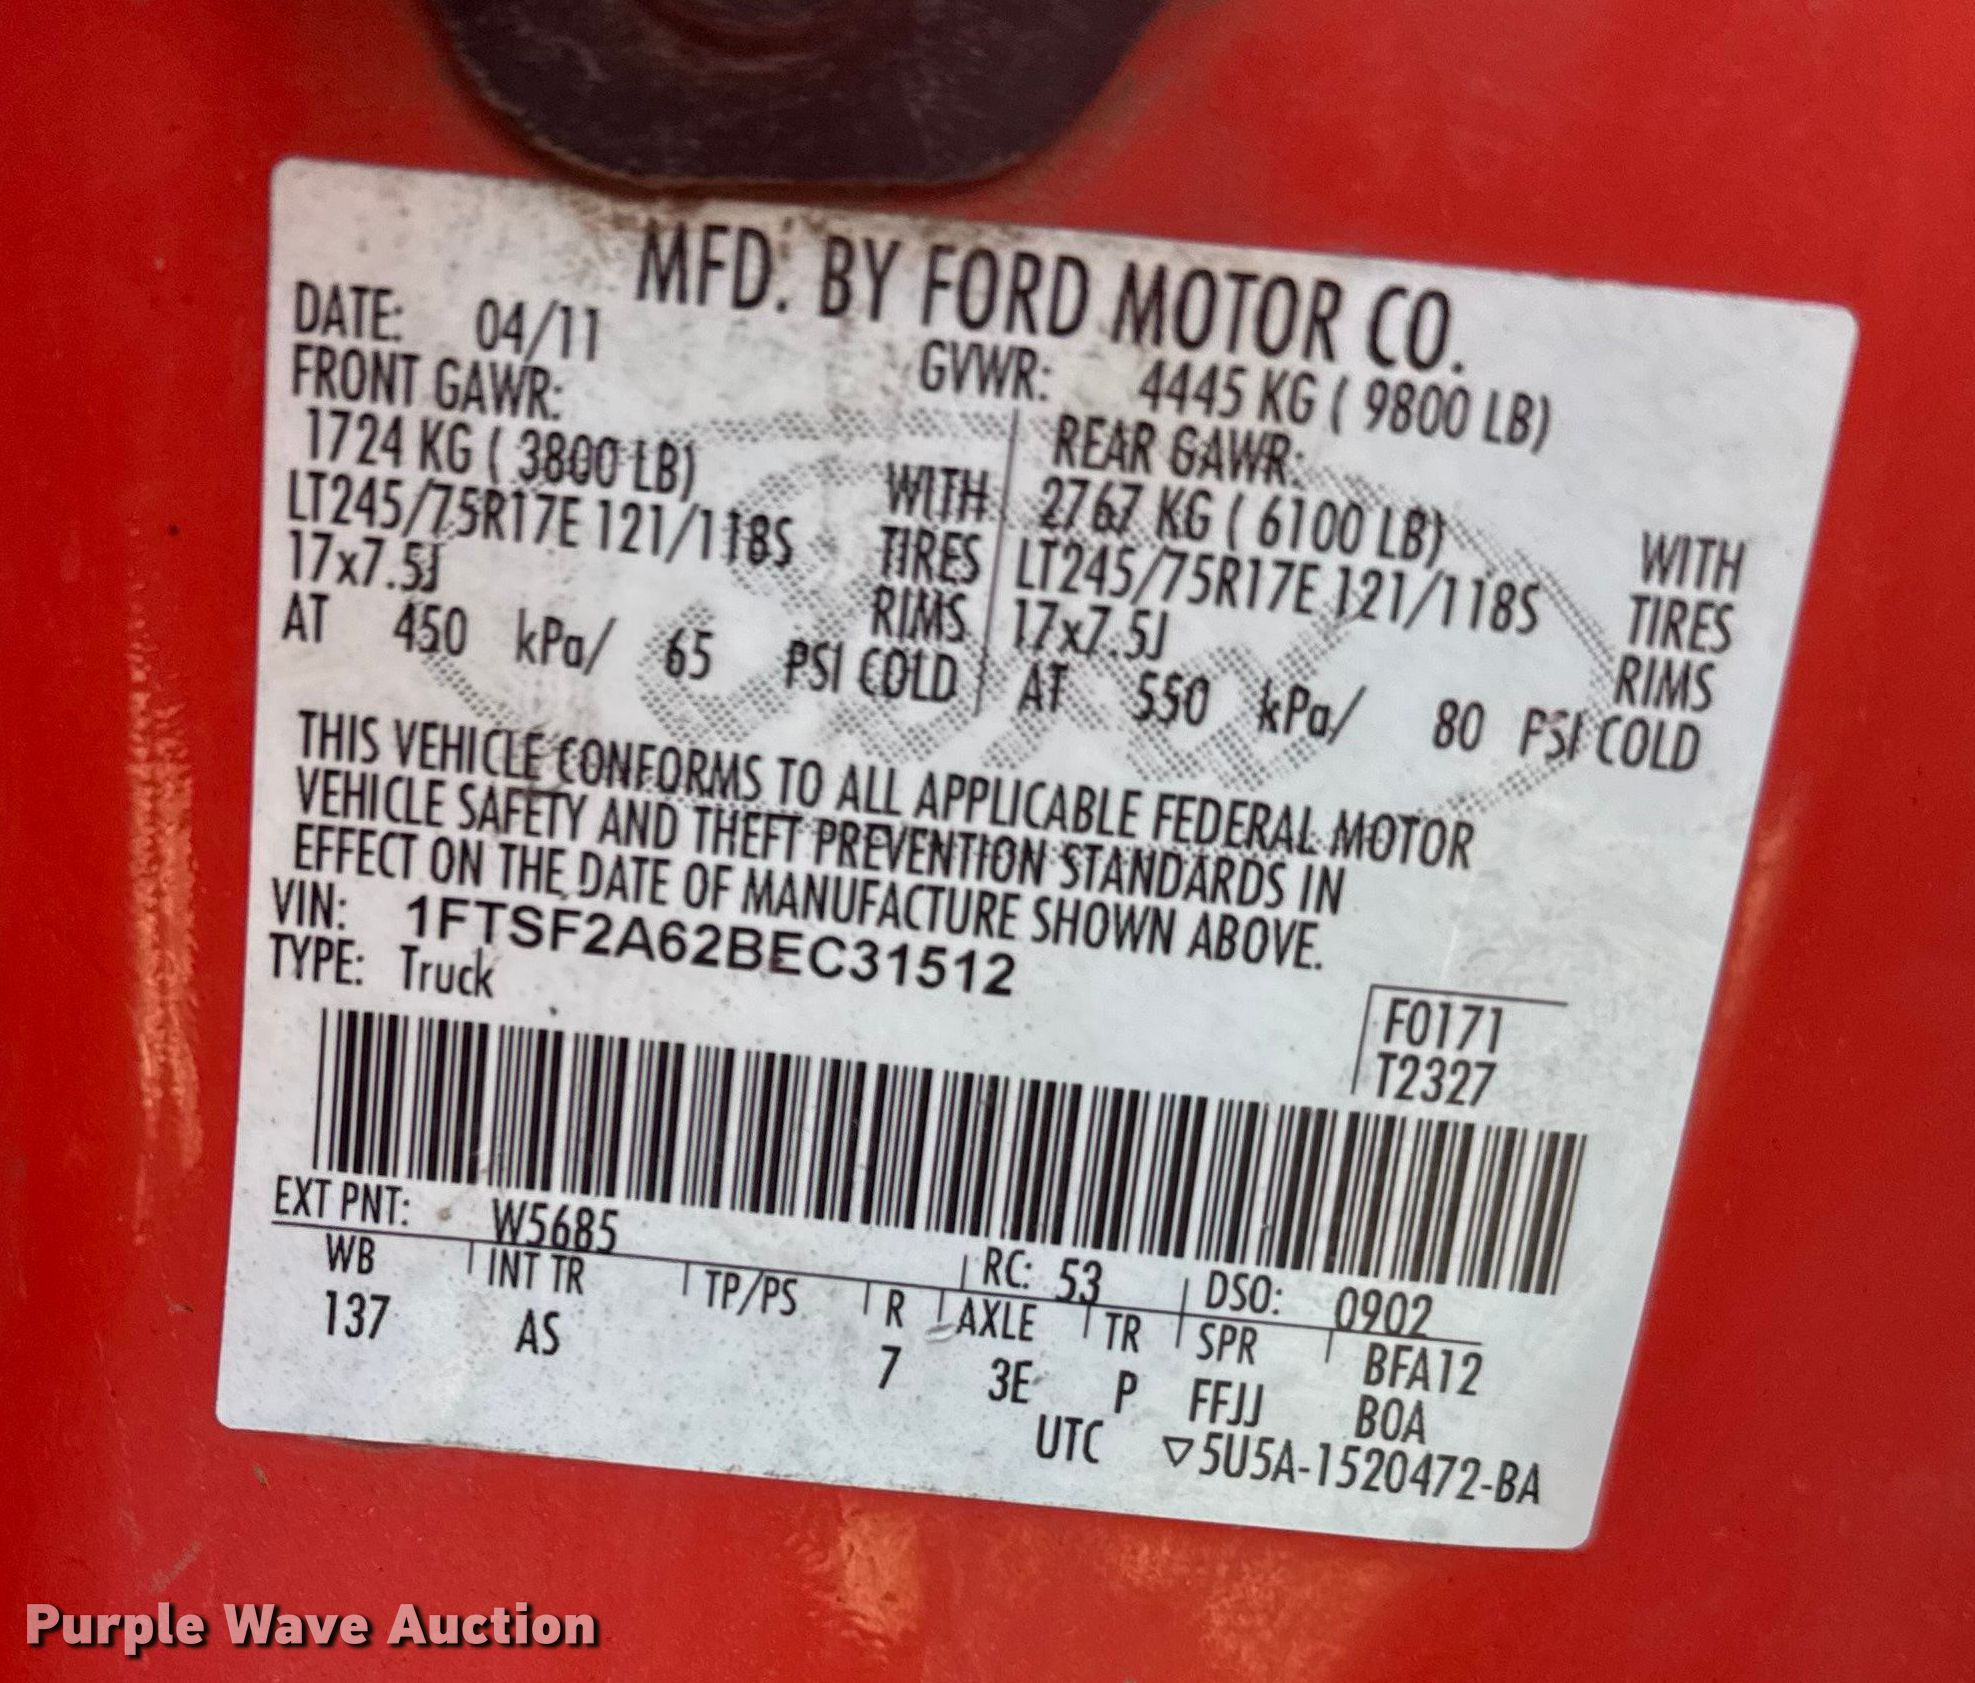 MFD. BY FORD MOTOR CO.
DATE: 04/11 GVWR: 4445 KG ( 9800 LB)
FRONT GAWR: REAR GAWR:
1724 KG ( 3800 LB) WITH 2767 KG ( 6100 LB) WITH
LT245/75R17E 121/118S TIRES LT245/75R17E 121/118S TIRES
17x7.5J RIMS 17x7.5J RIMS
AT 450 kPa/ 65 PSI COLD AT 550 kPa/ 80 PSI COLD
THIS VEHICLE CONFORMS TO ALL APPLICABLE FEDERAL MOTOR
VEHICLE SAFETY AND THEFT PREVENTION STANDARDS IN
EFFECT ON THE DATE OF MANUFACTURE SHOWN ABOVE.
VIN: 1FTSF2A62BEC31512
TYPE: Truck
F0171
T2327
EXT PNT: W5685 RC: 53 DSO: 0902
WB INT TR TP/PS R AXLE TR SPR BFA12
137 AS 7 3E P FFJJ BOA
UTC ▽5U5A-1520472-BA
Purple Wave Auction